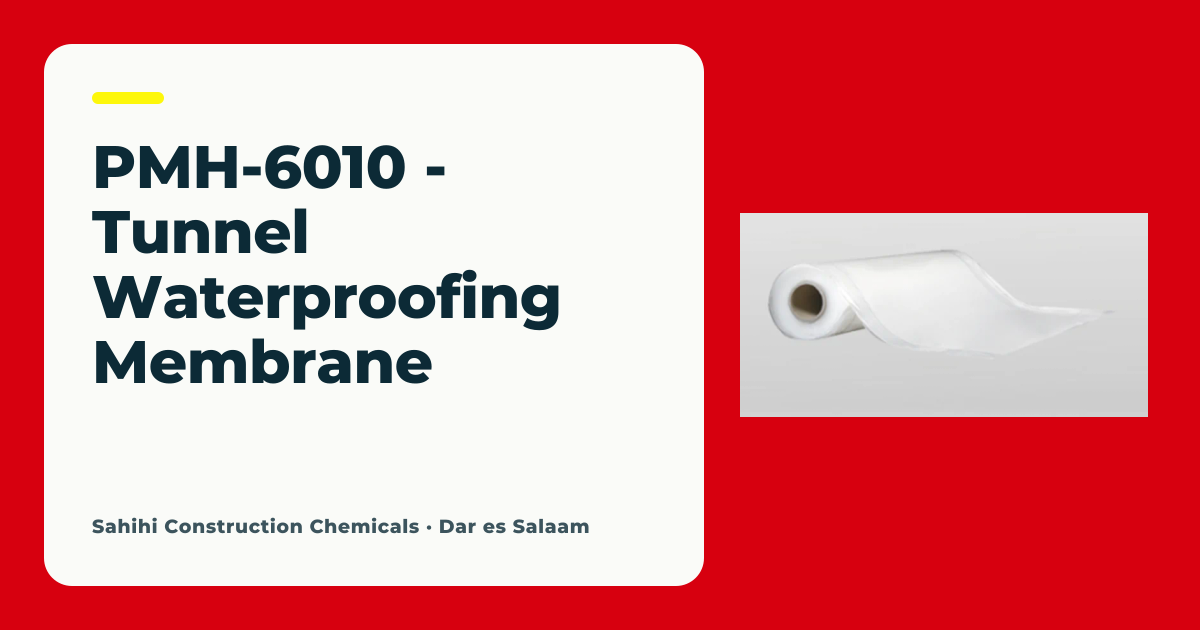 PMH-6010 -
Tunnel
Waterproofing
Membrane
Sahihi Construction Chemicals · Dar es Salaam